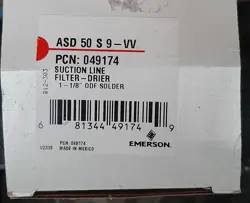 ASD 50 S 9-VV
PCN: 049174
SUCTION LINE
FILTER-DRIER
1-1/8" ODF SOLDER
6 81344 49174 9
EMERSON.
PCN: 049174
MADE IN MEXICO